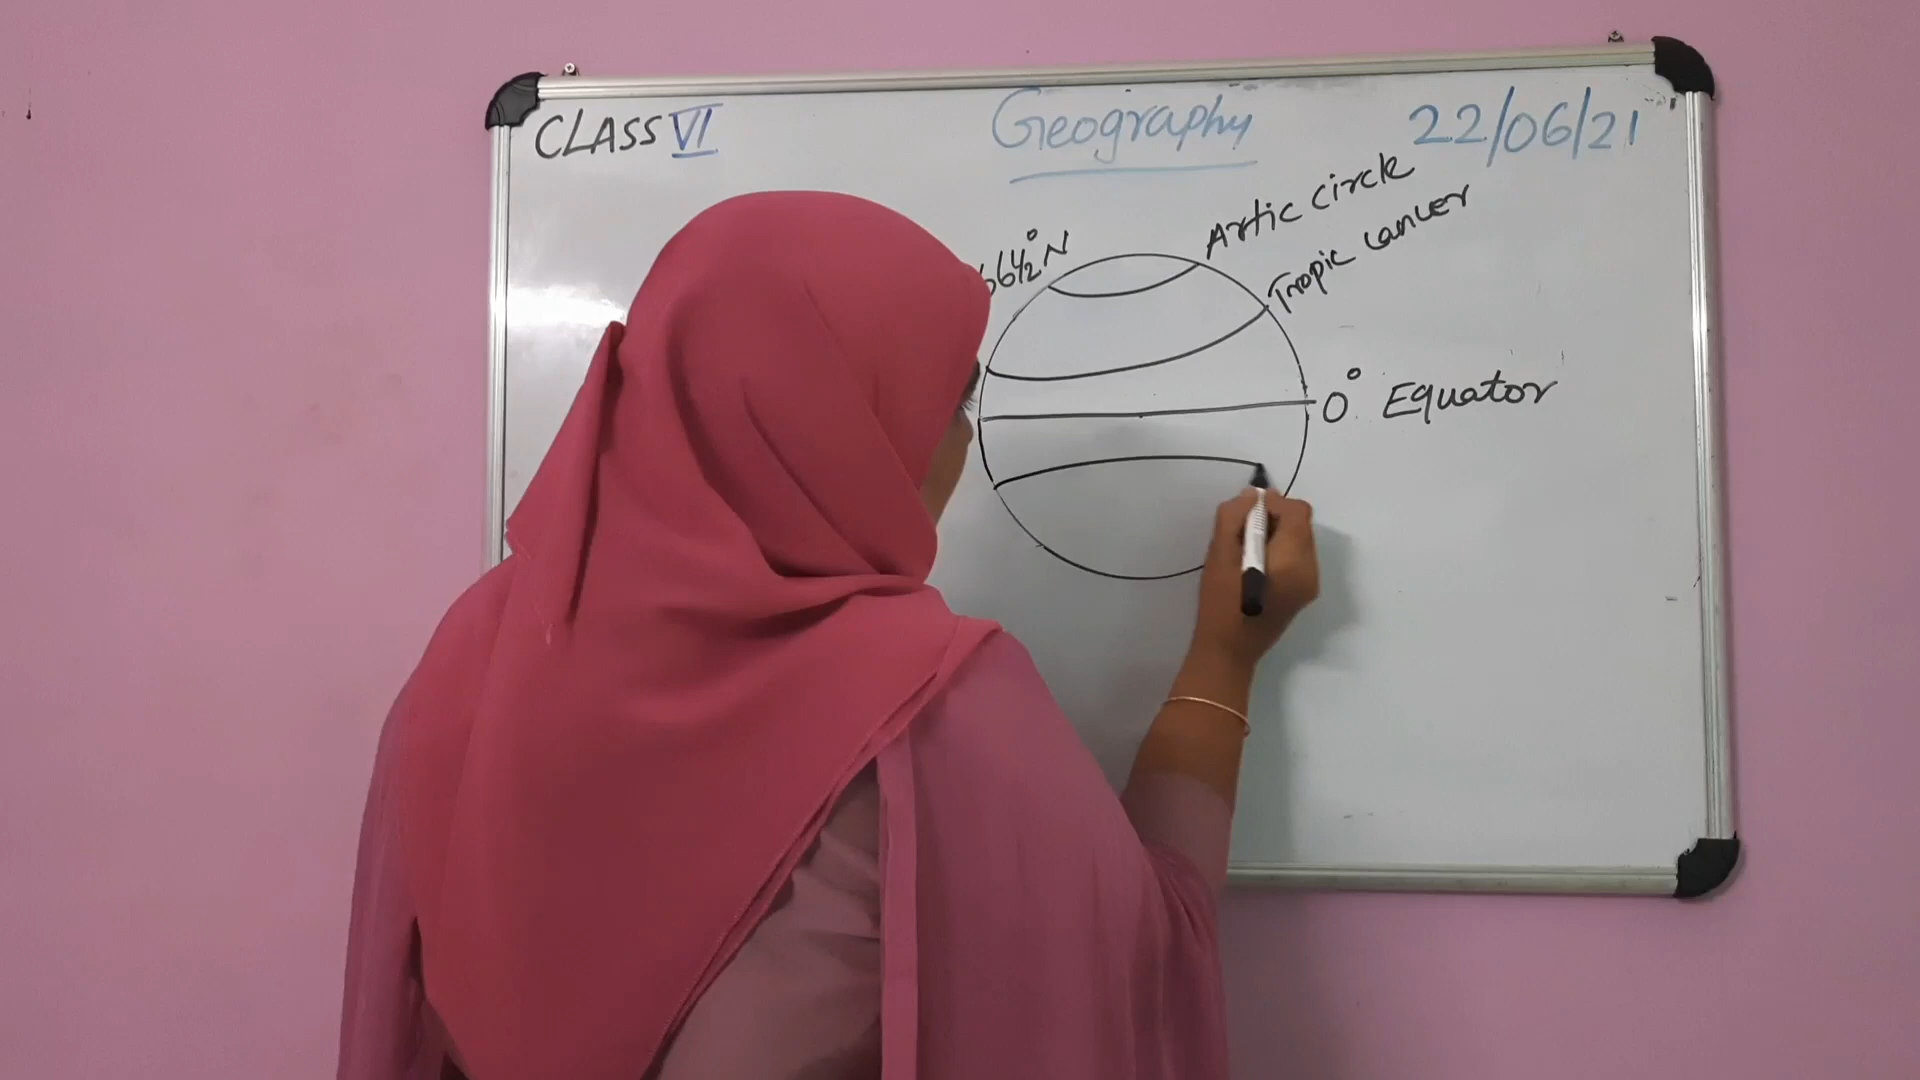 CLASS VI
Geography
22/06/21
Artic circle
66½° N
Tropic cancer
0° Equator